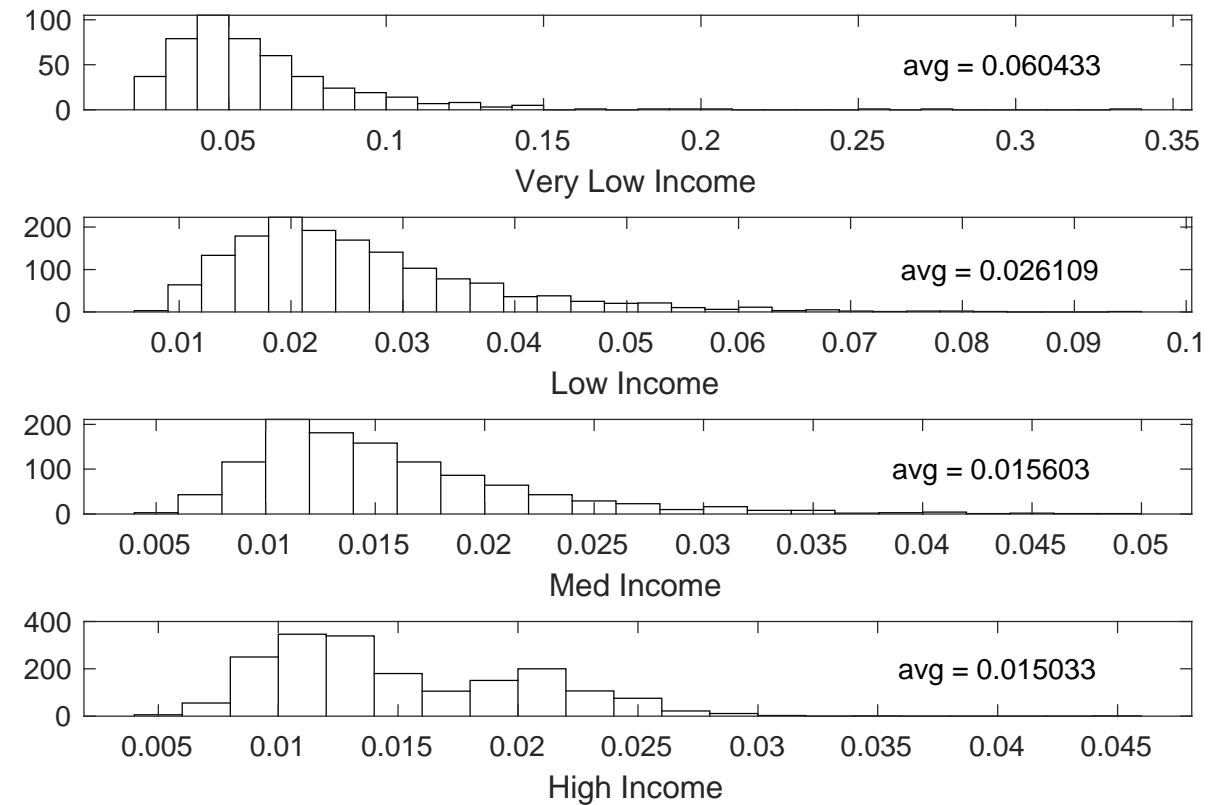 100
50
0
avg = 0.060433
0.05 0.1 0.15 0.2 0.25 0.3 0.35
Very Low Income
200
100
0
avg = 0.026109
0.01 0.02 0.03 0.04 0.05 0.06 0.07 0.08 0.09 0.1
Low Income
200
100
0
avg = 0.015603
0.005 0.01 0.015 0.02 0.025 0.03 0.035 0.04 0.045 0.05
Med Income
400
200
0
avg = 0.015033
0.005 0.01 0.015 0.02 0.025 0.03 0.035 0.04 0.045
High Income